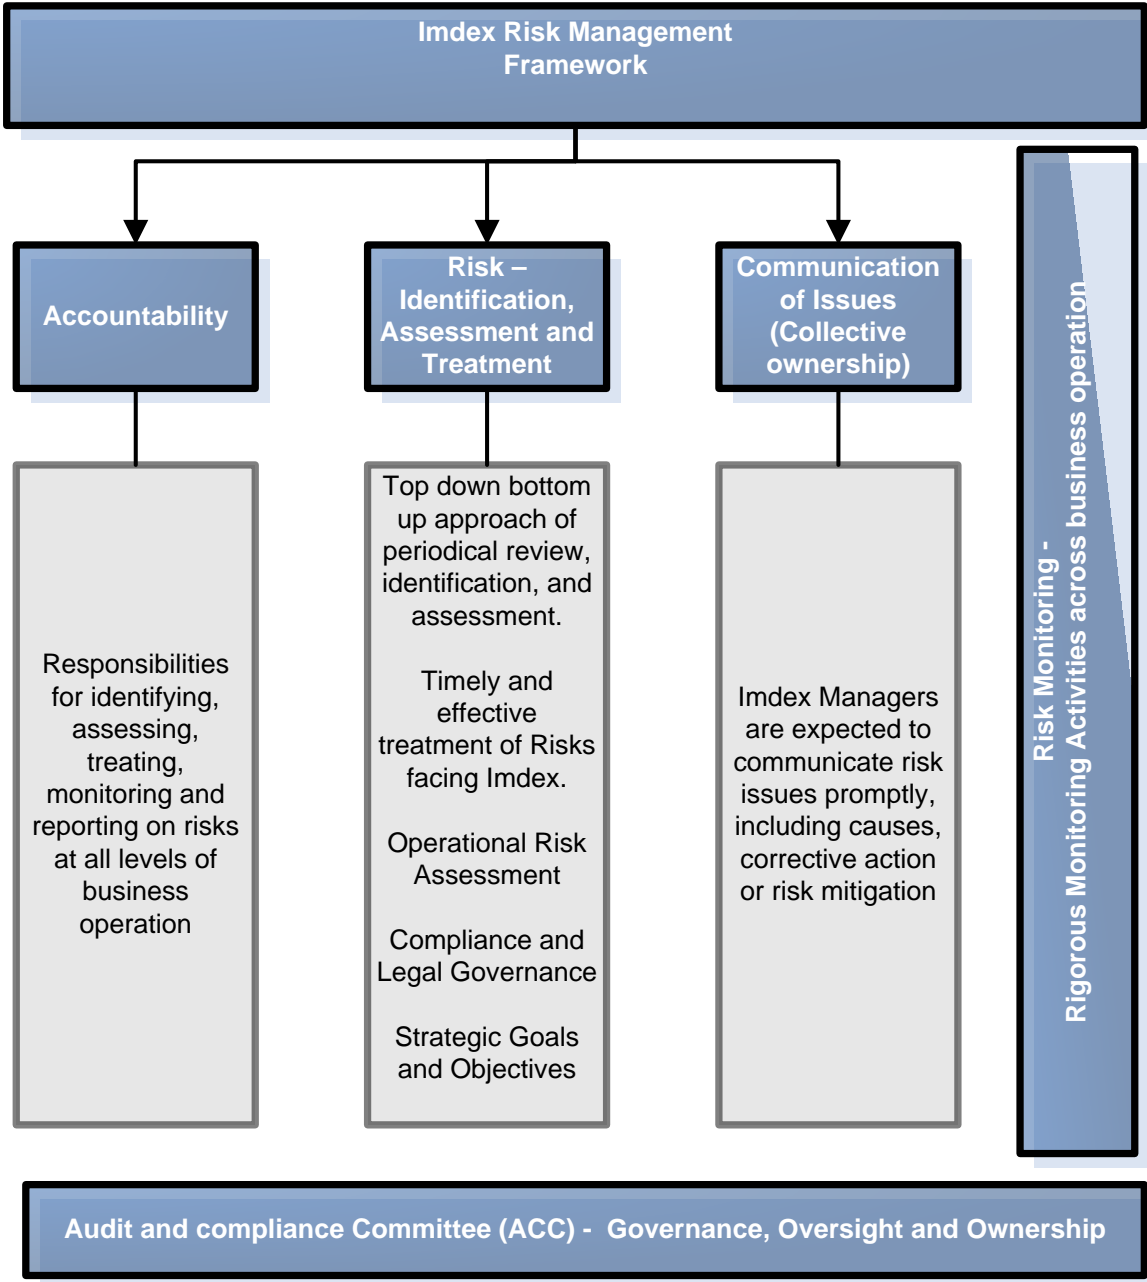 Imdex Risk Management
Framework
Accountability
Risk –
Identification,
Assessment and
Treatment
Communication
of Issues
(Collective
ownership)
Responsibilities
for identifying,
assessing,
treating,
monitoring and
reporting on risks
at all levels of
business
operation
Top down bottom
up approach of
periodical review,
identification, and
assessment.
Timely and
effective
treatment of Risks
facing Imdex.
Operational Risk
Assessment
Compliance and
Legal Governance
Strategic Goals
and Objectives
Imdex Managers
are expected to
communicate risk
issues promptly,
including causes,
corrective action
or risk mitigation
Risk Monitoring -
Rigorous Monitoring Activities across business operation
Audit and compliance Committee (ACC) - Governance, Oversight and Ownership